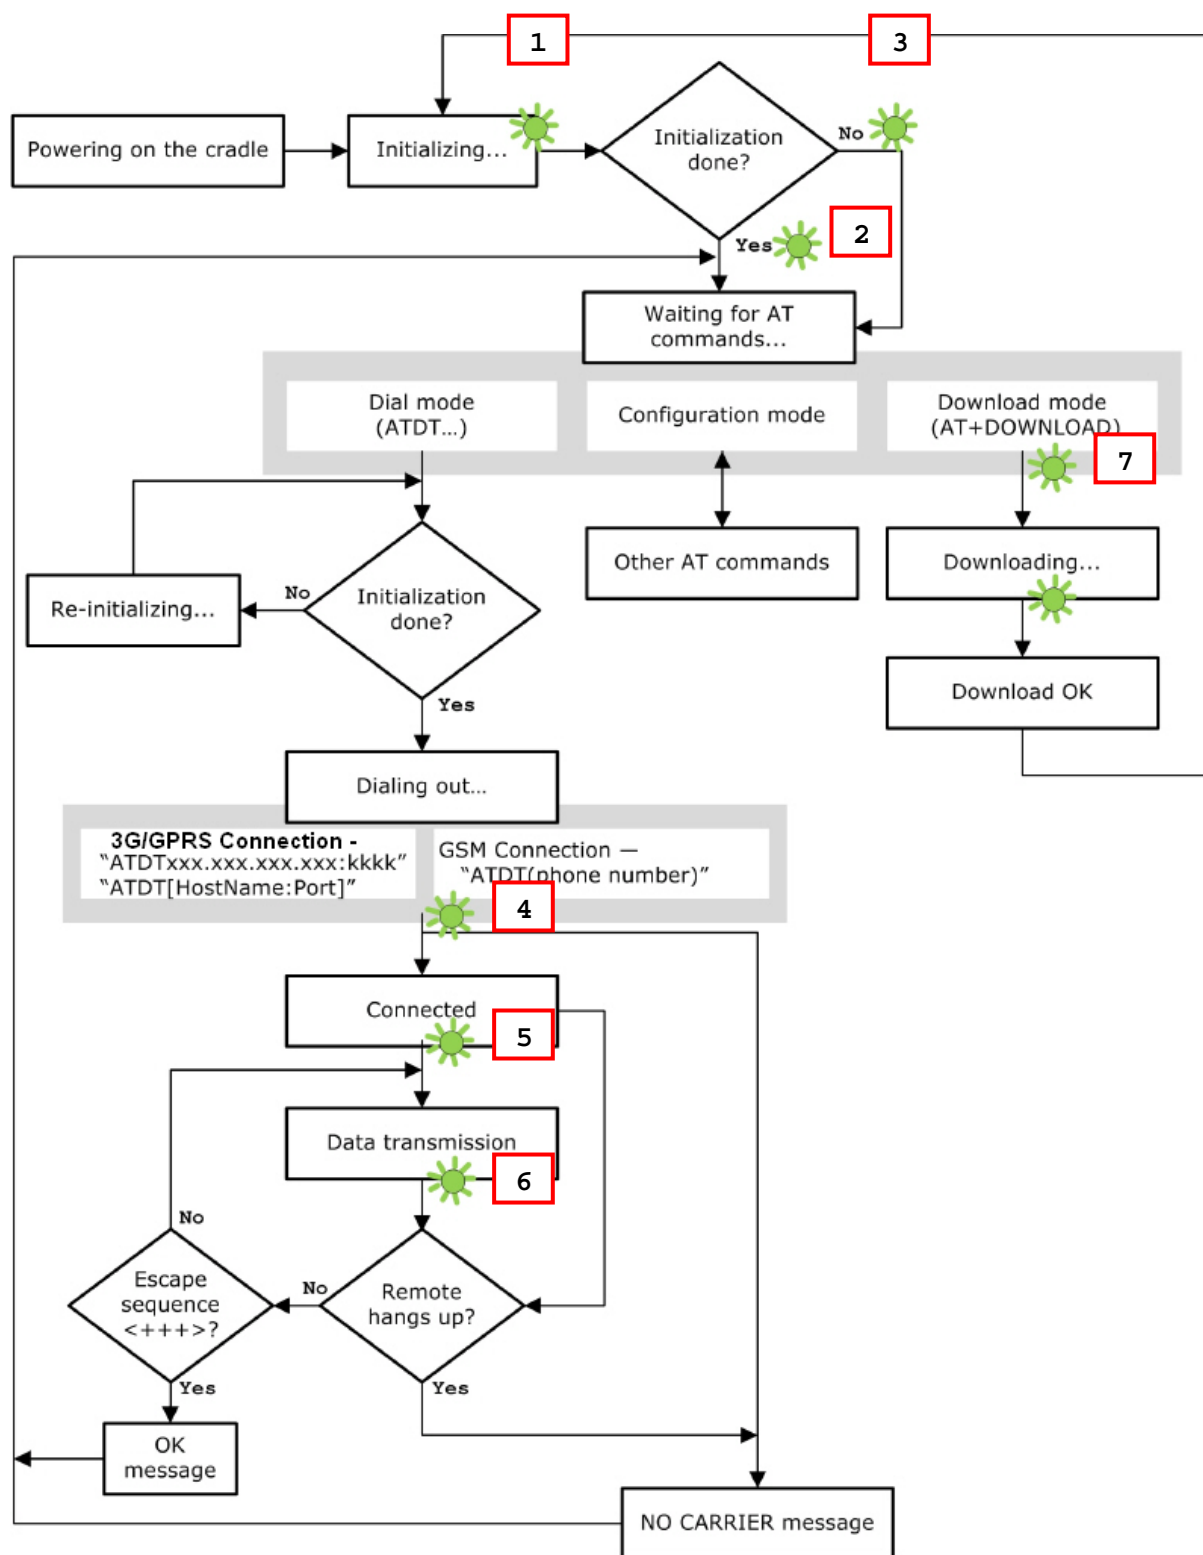 1
3
Powering on the cradle
Initializing...
Initialization
done?
No
Yes
2
Waiting for AT
commands...
Dial mode
(ATDT...)
Configuration mode
Download mode
(AT+DOWNLOAD)
7
Other AT commands
Downloading...
No
Re-initializing...
Initialization
done?
Yes
Download OK
Dialing out...
3G/GPRS Connection -
“ATDTxxx.xxx.xxx.xxx:kkkk”
“ATDT[HostName:Port]”
GSM Connection —
“ATDT(phone number)”
4
Connected
5
Data transmission
6
No
Escape
sequence
<+++>?
No
Remote
hangs up?
Yes
Yes
OK
message
NO CARRIER message